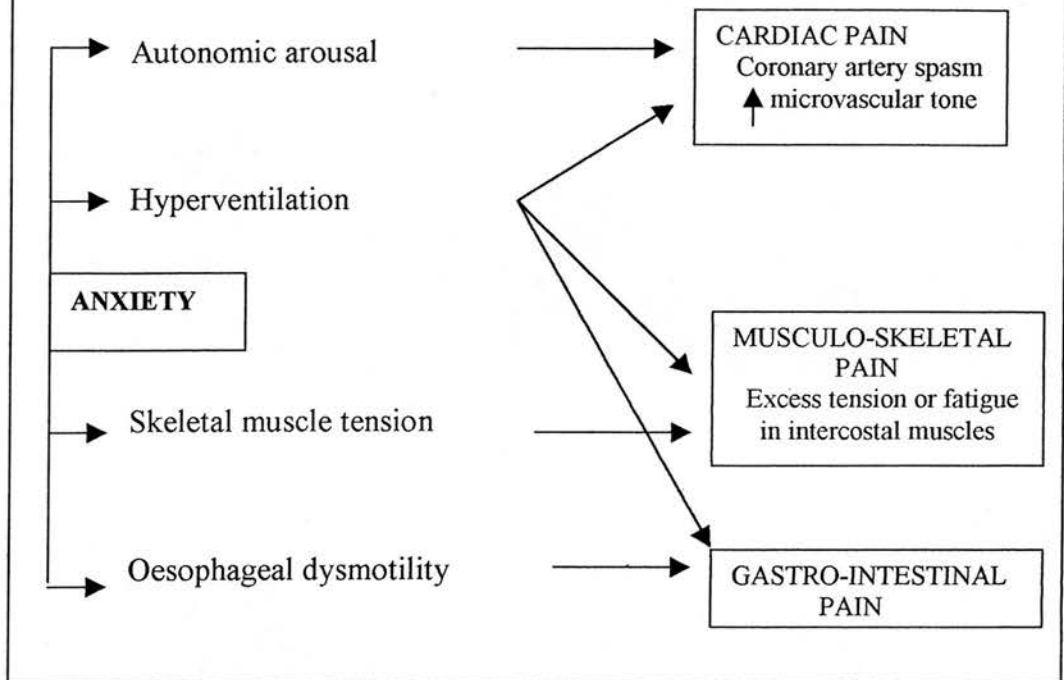 Autonomic arousal
CARDIAC PAIN
Coronary artery spasm
microvascular tone
Hyperventilation
ANXIETY
MUSCULO-SKELETAL
PAIN
Excess tension or fatigue
in intercostal muscles
Skeletal muscle tension
Oesophageal dysmotility
GASTRO-INTESTINAL
PAIN